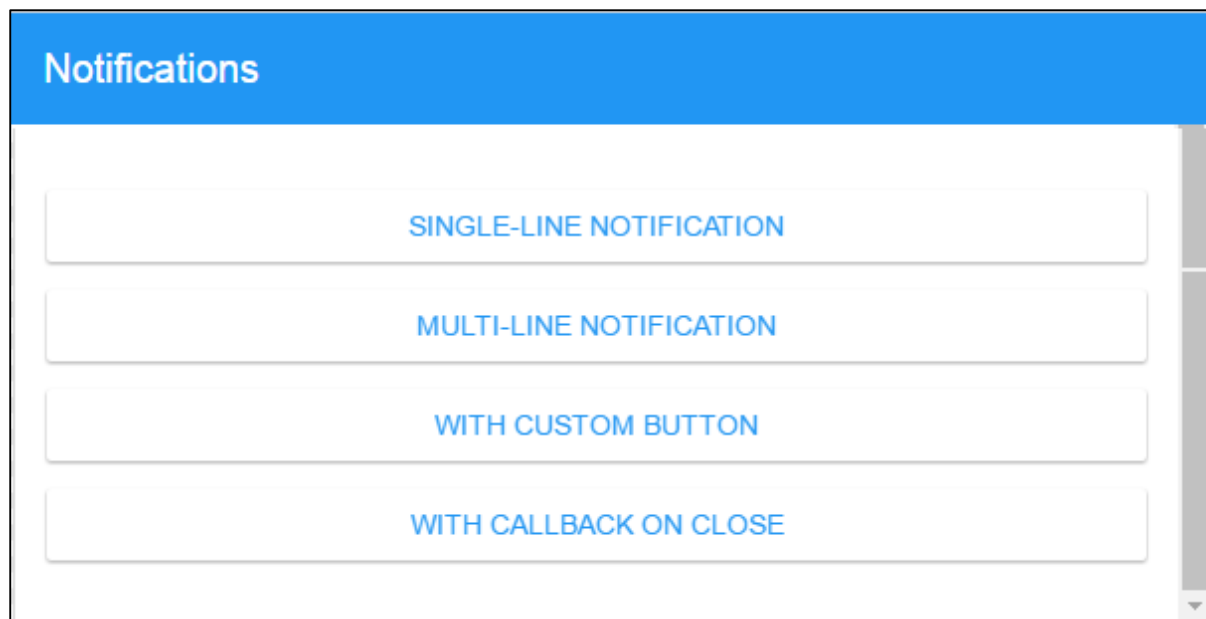 Notifications
SINGLE-LINE NOTIFICATION
MULTI-LINE NOTIFICATION
WITH CUSTOM BUTTON
WITH CALLBACK ON CLOSE